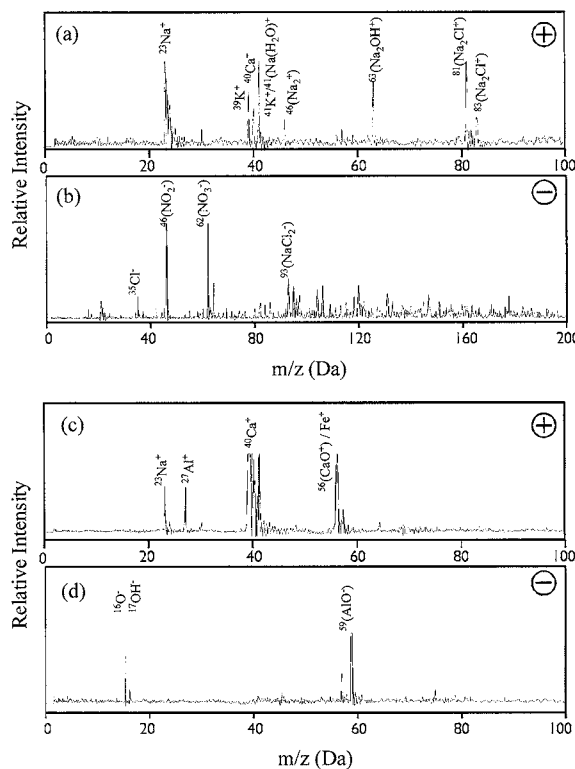 Relative Intensity
(a)
+
²³Na⁺
³⁹K⁺
⁴⁰Ca⁺
⁴¹K⁺/⁴¹(Na(H₂O)⁺
⁴⁶(Na₂⁺)
⁶³(Na₂OH⁺)
⁸¹(Na₂Cl⁺)
⁸³(Na₂Cl⁺)
0 20 40 60 80 100
(b)
−
³⁵Cl⁻
⁴⁶(NO₂⁻)
⁶²(NO₃⁻)
⁹³(NaCl₂⁻)
0 40 80 120 160 200
m/z (Da)
Relative Intensity
(c)
+
²³Na⁺
²⁷Al⁺
⁴⁰Ca⁺
⁵⁶(CaO⁺) / Fe⁺
0 20 40 60 80 100
(d)
−
¹⁶O⁻
¹⁷OH⁻
⁵⁹(AlO⁻)
0 20 40 60 80 100
m/z (Da)